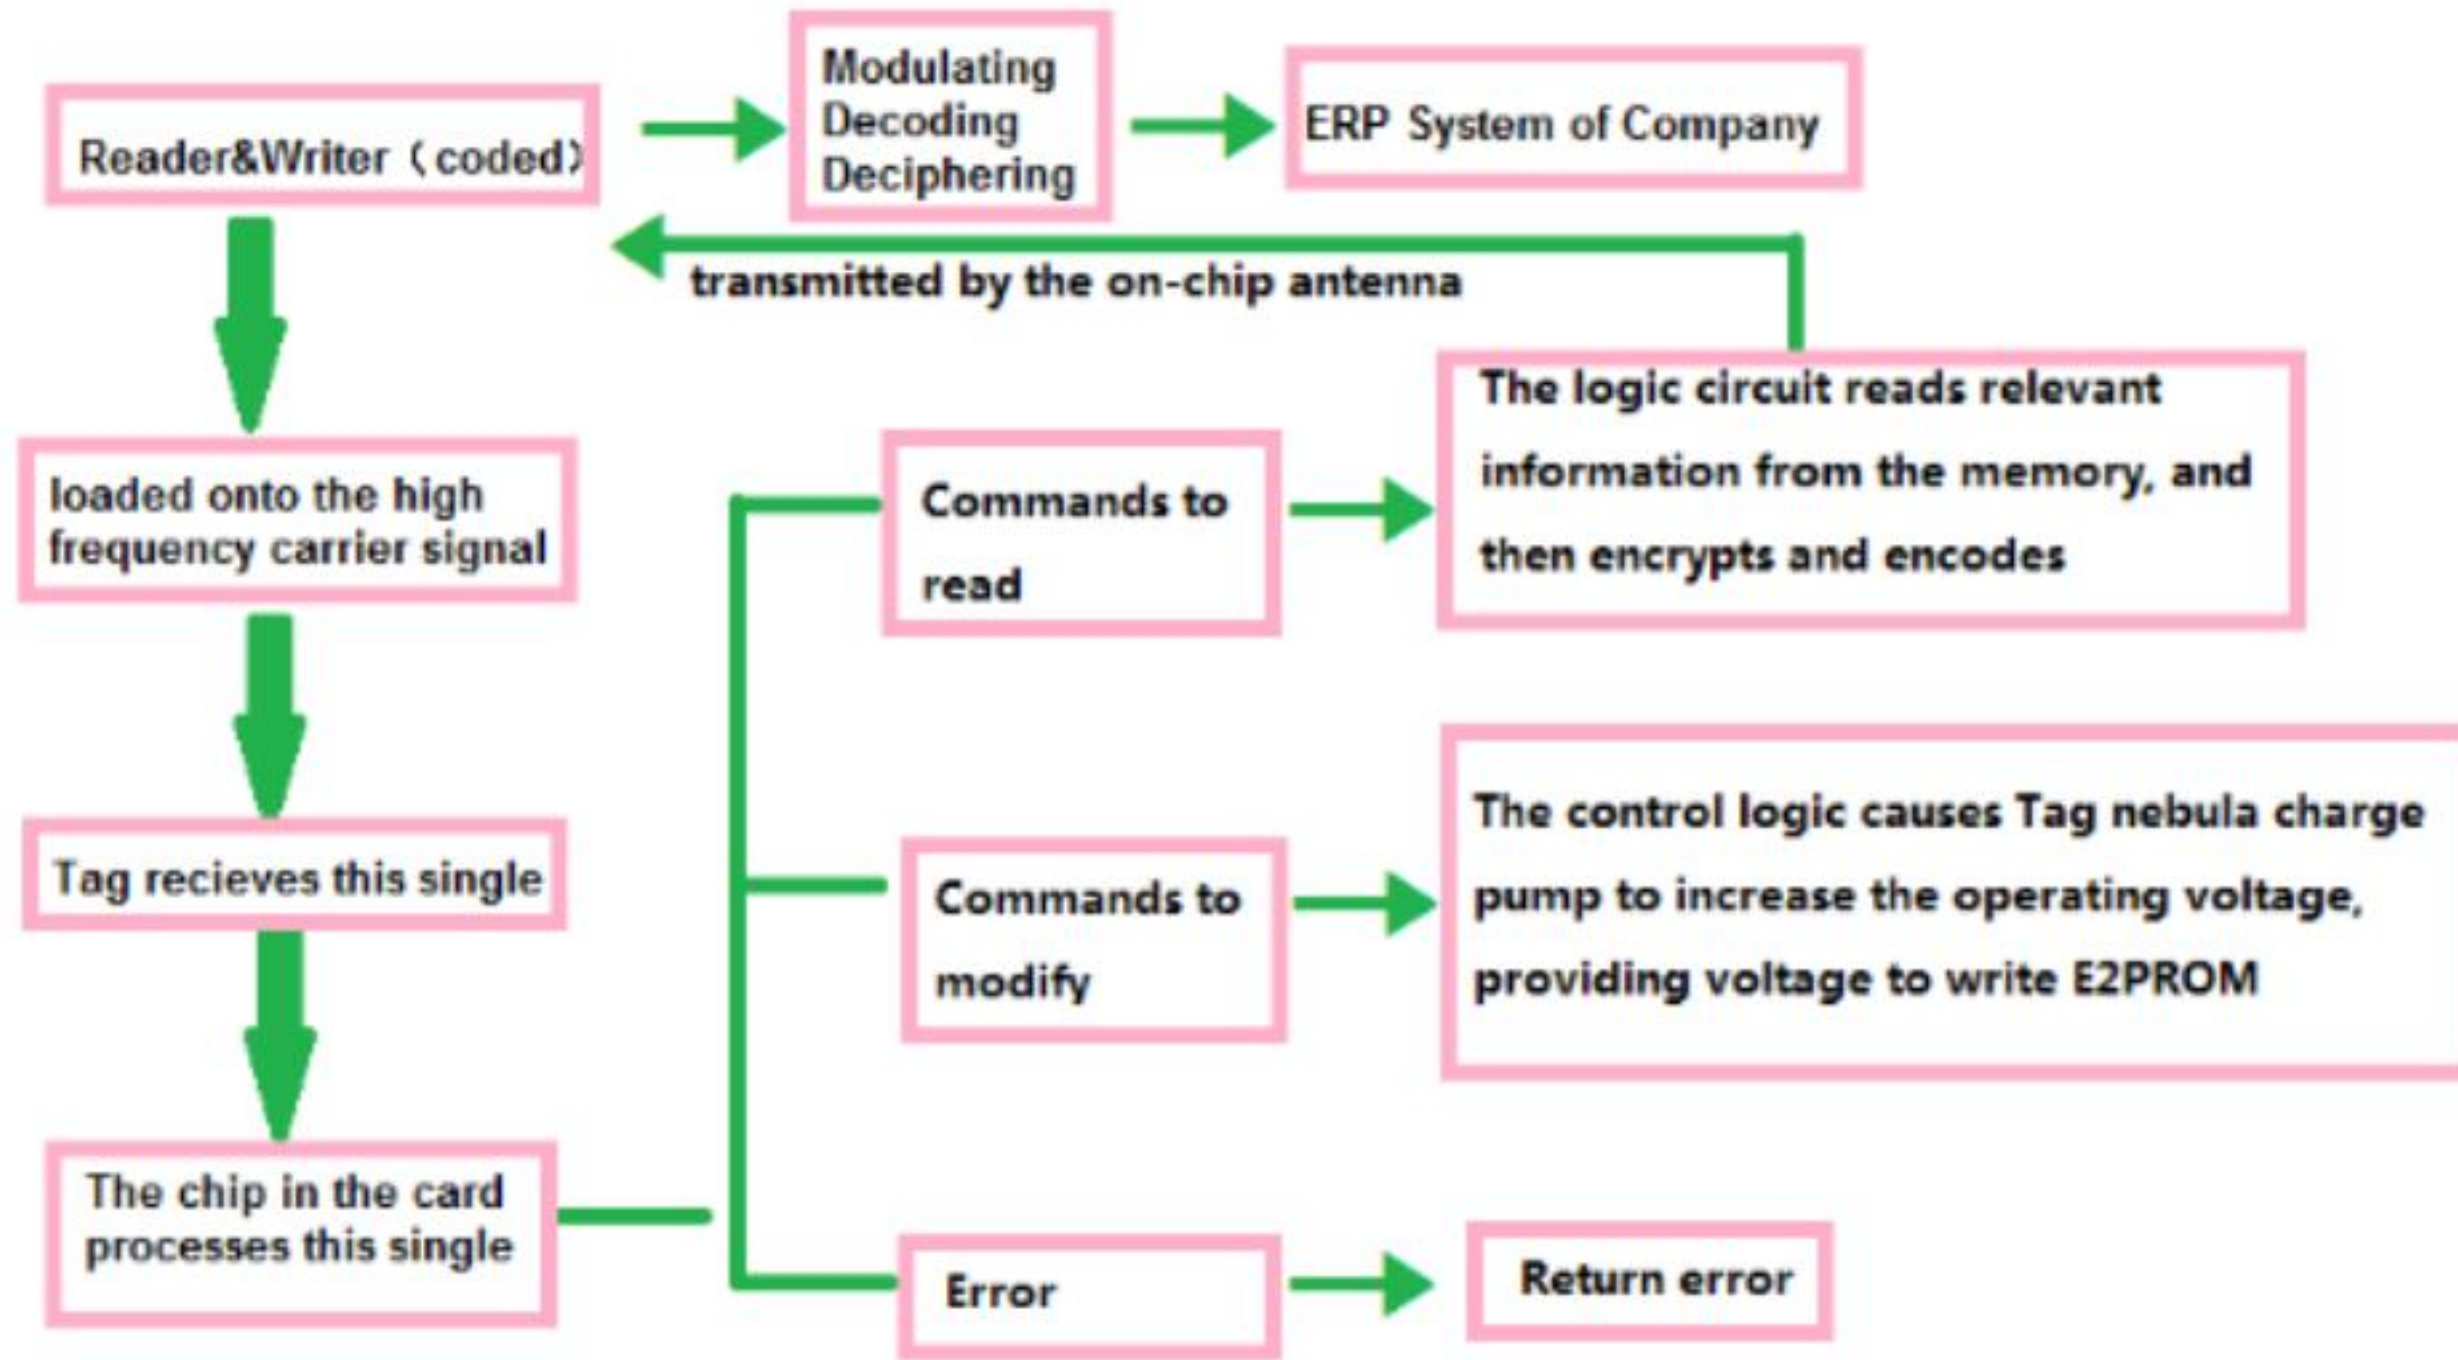 Modulating
Decoding
Deciphering
ERP System of Company
Reader&Writer（coded）
transmitted by the on-chip antenna
The logic circuit reads relevant
information from the memory, and
then encrypts and encodes
loaded onto the high
frequency carrier signal
Commands to
read
The control logic causes Tag nebula charge
pump to increase the operating voltage,
providing voltage to write E2PROM
Tag recieves this single
Commands to
modify
The chip in the card
processes this single
Error
Return error